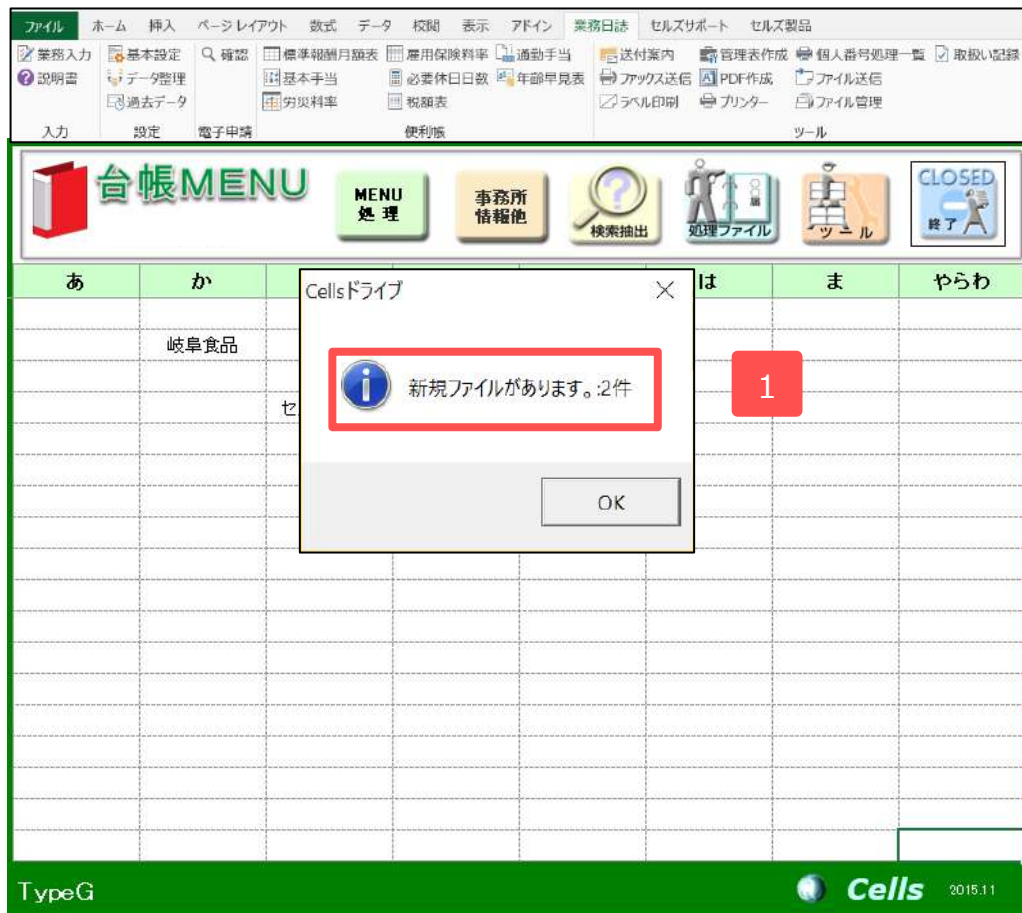 ファイル ホーム 挿入 ページ レイアウト 数式 データ 校閲 表示 アドイン 業務日誌 セルズサポート セルズ製品
業務入力 基本設定 確認 標準報酬月額表 雇用保険料率 通勤手当 送付案内 管理表作成 個人番号処理一覧 取扱い記録
説明書 データ整理 基本手当 必要休日日数 年齢早見表 ファックス送信 PDF作成 ファイル送信
過去データ 労災料率 税額表 ラベル印刷 プリンター ファイル管理
入力 設定 電子申請 便利帳 ツール
台帳MENU
MENU
処理
事務所
情報他
?
検索抽出
処理ファイル
ツール
CLOSED
終了
あ か は ま やらわ
Cellsドライブ
岐阜食品
新規ファイルがあります。:2件
1
セ
OK
TypeG
Cells 2015.11